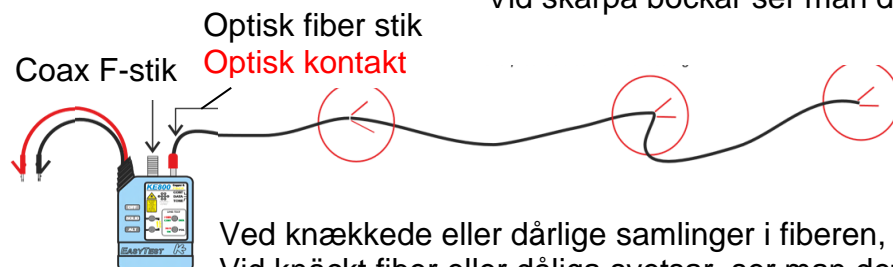 Vid skarpa böckar ser man d
Optisk fiber stik
Optisk kontakt
Coax F-stik
KE800
EASYTEST
Ved knækkede eller dårlige samlinger i fiberen,